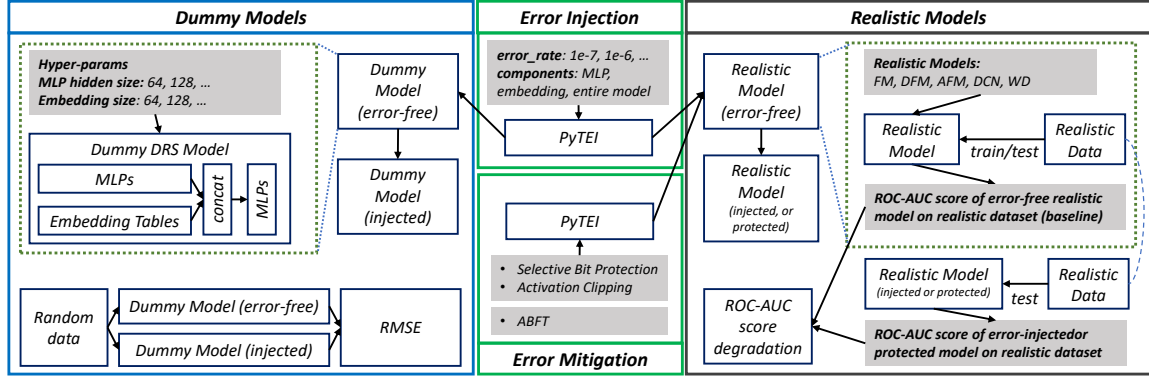 Dummy Models
Hyper-params
MLP hidden size: 64, 128, …
Embedding size: 64, 128, …
Dummy DRS Model
MLPs
Embedding Tables
concat
MLPs
Dummy
Model
(error-free)
Dummy
Model
(injected)
Random
data
Dummy Model (error-free)
Dummy Model (injected)
RMSE
Error Injection
error_rate: 1e-7, 1e-6, …
components: MLP,
embedding, entire model
PyTEI
PyTEI
• Selective Bit Protection
• Activation Clipping
• ABFT
Error Mitigation
Realistic Models
Realistic
Model
(error-free)
Realistic
Model
(injected, or
protected)
Realistic Models:
FM, DFM, AFM, DCN, WD
Realistic
Model
train/test
Realistic
Data
ROC-AUC score of error-free realistic
model on realistic dataset (baseline)
Realistic Model
(injected or protected)
test
Realistic
Data
ROC-AUC
score
degradation
ROC-AUC score of error-injectedor
protected model on realistic dataset